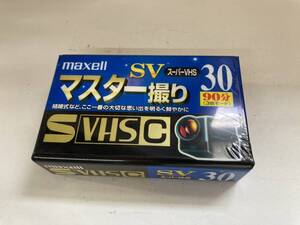 maxell
SV スーパーVHS
マスター撮り 30
結婚式など、ここ一番の大切な思い出を明るく鮮やかに
90分
SVHSC
SV 30